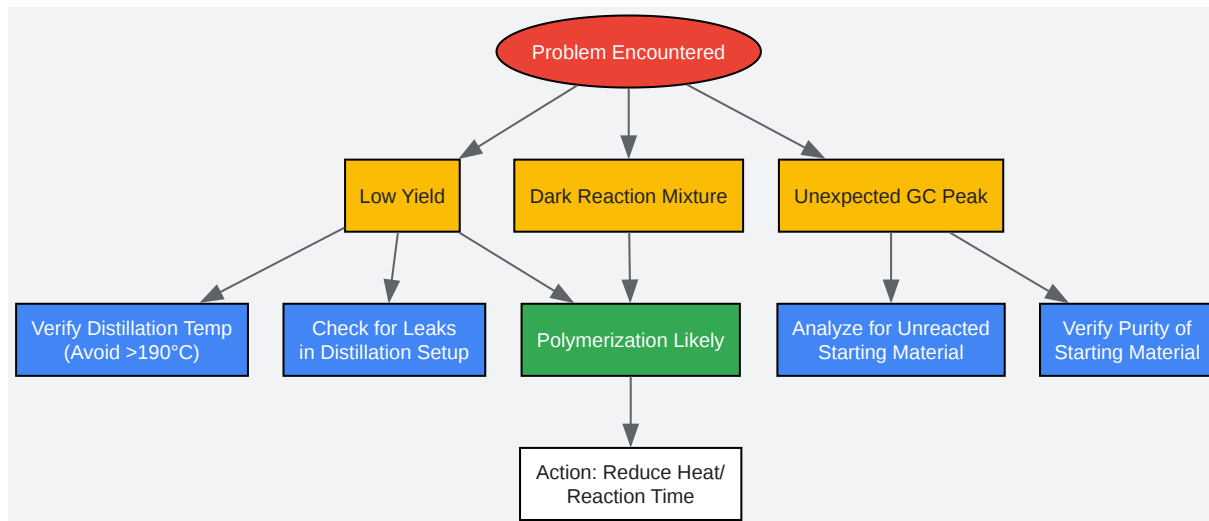 Problem Encountered
Low Yield
Dark Reaction Mixture
Unexpected GC Peak
Verify Distillation Temp
(Avoid >190°C)
Check for Leaks
in Distillation Setup
Polymerization Likely
Analyze for Unreacted
Starting Material
Verify Purity of
Starting Material
Action: Reduce Heat/
Reaction Time